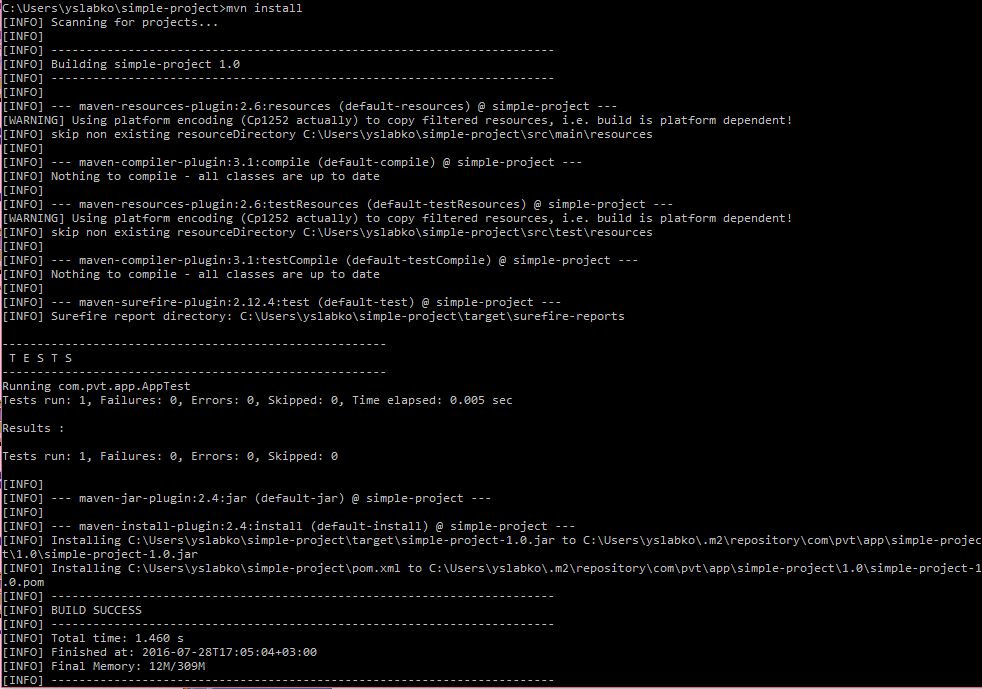 C:\Users\yslabko\simple-project>mvn install
[INFO] Scanning for projects...
[INFO]
[INFO] ------------------------------------------------------------------------
[INFO] Building simple-project 1.0
[INFO] ------------------------------------------------------------------------
[INFO]
[INFO] --- maven-resources-plugin:2.6:resources (default-resources) @ simple-project ---
[WARNING] Using platform encoding (Cp1252 actually) to copy filtered resources, i.e. build is platform dependent!
[INFO] skip non existing resourceDirectory C:\Users\yslabko\simple-project\src\main\resources
[INFO]
[INFO] --- maven-compiler-plugin:3.1:compile (default-compile) @ simple-project ---
[INFO] Nothing to compile - all classes are up to date
[INFO]
[INFO] --- maven-resources-plugin:2.6:testResources (default-testResources) @ simple-project ---
[WARNING] Using platform encoding (Cp1252 actually) to copy filtered resources, i.e. build is platform dependent!
[INFO] skip non existing resourceDirectory C:\Users\yslabko\simple-project\src\test\resources
[INFO]
[INFO] --- maven-compiler-plugin:3.1:testCompile (default-testCompile) @ simple-project ---
[INFO] Nothing to compile - all classes are up to date
[INFO]
[INFO] --- maven-surefire-plugin:2.12.4:test (default-test) @ simple-project ---
[INFO] Surefire report directory: C:\Users\yslabko\simple-project\target\surefire-reports
-------------------------------------------------------
 T E S T S
-------------------------------------------------------
Running com.pvt.app.AppTest
Tests run: 1, Failures: 0, Errors: 0, Skipped: 0, Time elapsed: 0.005 sec
Results :
Tests run: 1, Failures: 0, Errors: 0, Skipped: 0
[INFO]
[INFO] --- maven-jar-plugin:2.4:jar (default-jar) @ simple-project ---
[INFO]
[INFO] --- maven-install-plugin:2.4:install (default-install) @ simple-project ---
[INFO] Installing C:\Users\yslabko\simple-project\target\simple-project-1.0.jar to C:\Users\yslabko\.m2\repository\com\pvt\app\simple-projec
t\1.0\simple-project-1.0.jar
[INFO] Installing C:\Users\yslabko\simple-project\pom.xml to C:\Users\yslabko\.m2\repository\com\pvt\app\simple-project\1.0\simple-project-1
.0.pom
[INFO] ------------------------------------------------------------------------
[INFO] BUILD SUCCESS
[INFO] ------------------------------------------------------------------------
[INFO] Total time: 1.460 s
[INFO] Finished at: 2016-07-28T17:05:04+03:00
[INFO] Final Memory: 12M/309M
[INFO] ------------------------------------------------------------------------